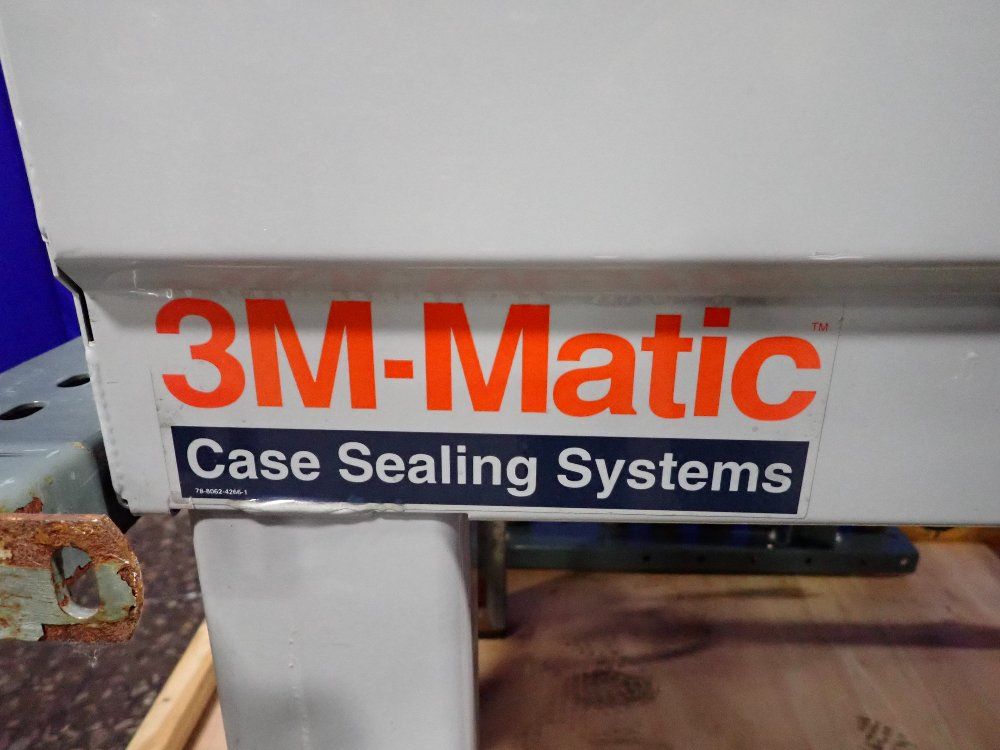 3M-Matic™
Case Sealing Systems
78-8062-4266-1